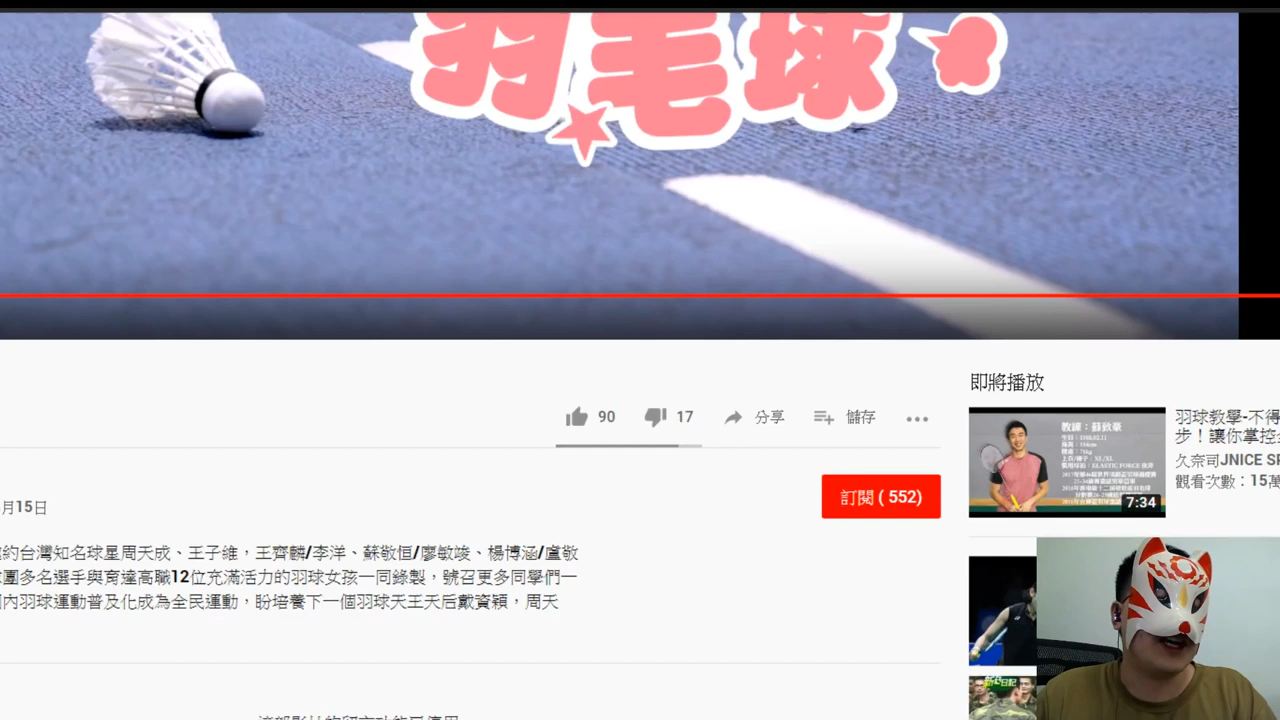 羽毛球
90
17
分享
儲存
訂閱 ( 552)
月15日
約台灣知名球星周天成、王子維，王齊麟/李洋、蘇敬恒/廖敏竣、楊博涵/盧敬
團多名選手與育達高職12位充滿活力的羽球女孩一同錄製，號召更多同學們一
內羽球運動普及化成為全民運動，盼培養下一個羽球天王天后戴資穎，周天
即將播放
教練：蘇致豪
7:34
羽球教學-不得
步！讓你掌控
久奈司JNICE SP
觀看次數：15萬